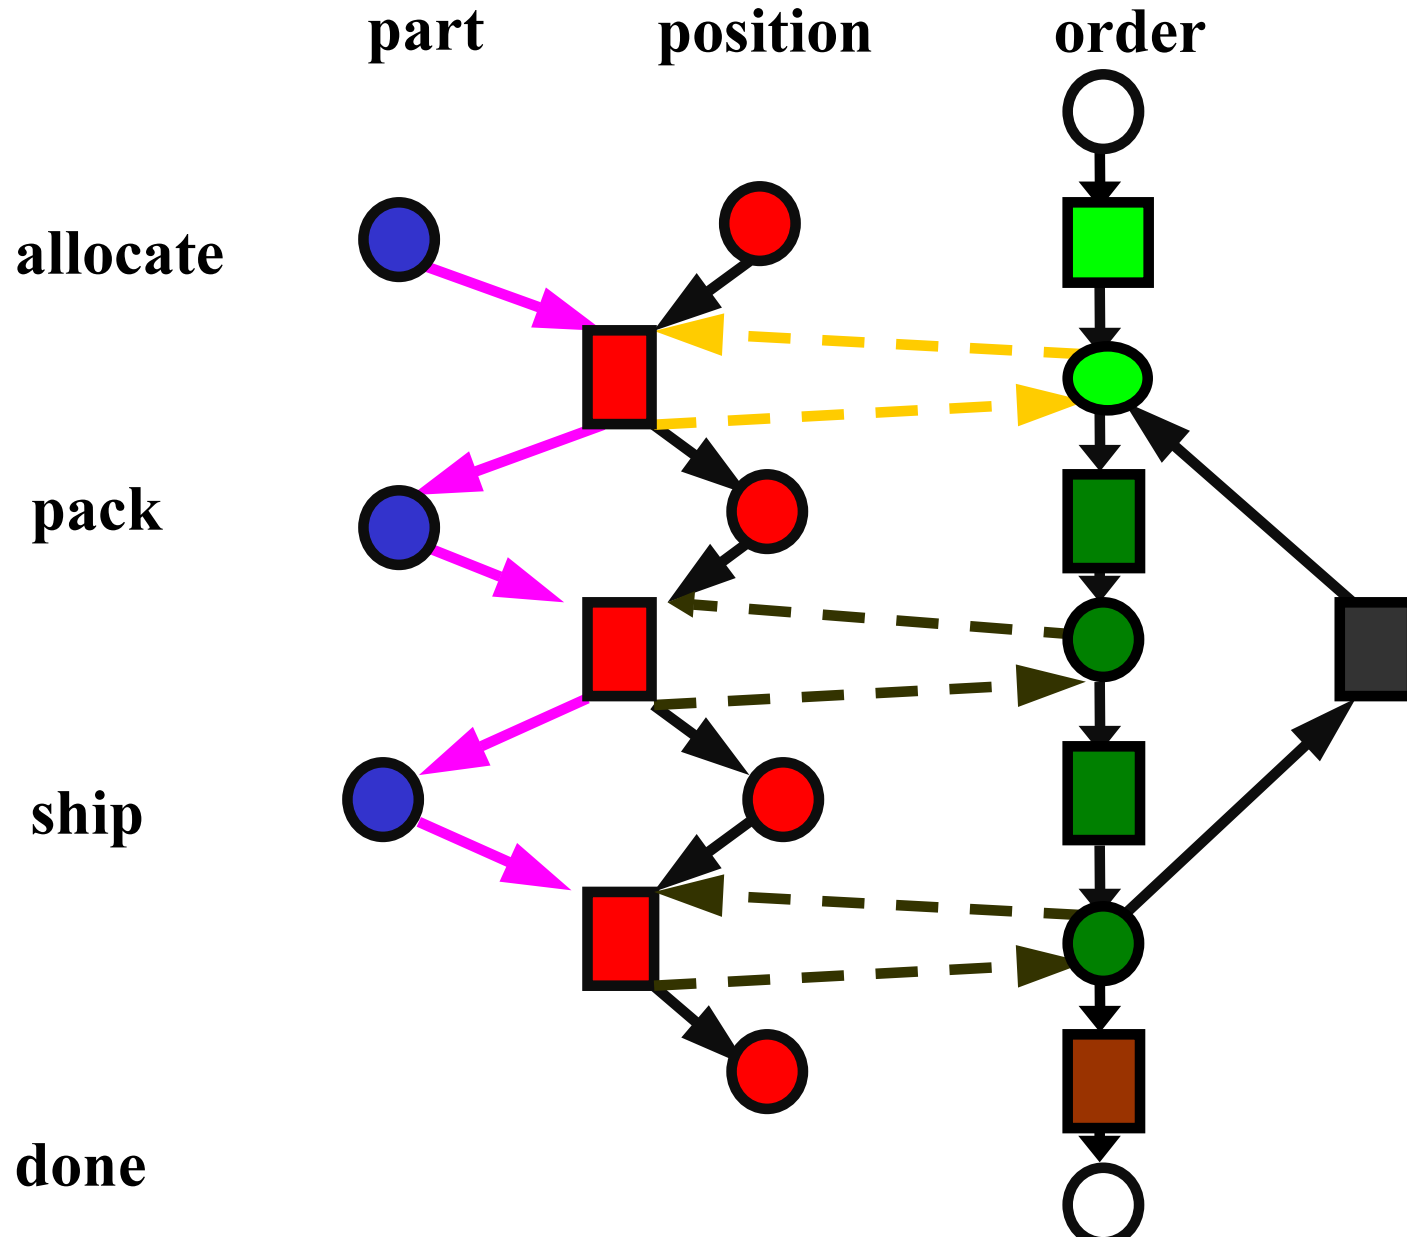 part position order
allocate
pack
ship
done